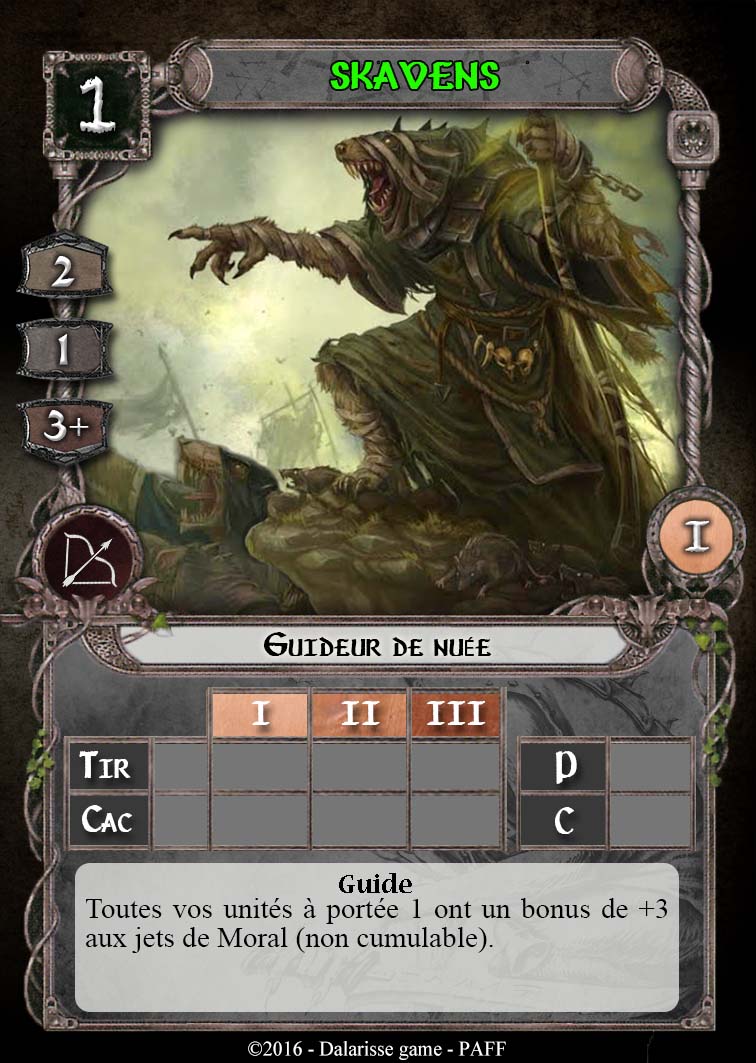 1
SKAVENS
2
1
3+
I
Guideur de nuée
I II III
Tir P
Cac C
Guide
Toutes vos unités à portée 1 ont un bonus de +3
aux jets de Moral (non cumulable).
©2016 - Dalarisse game - PAFF